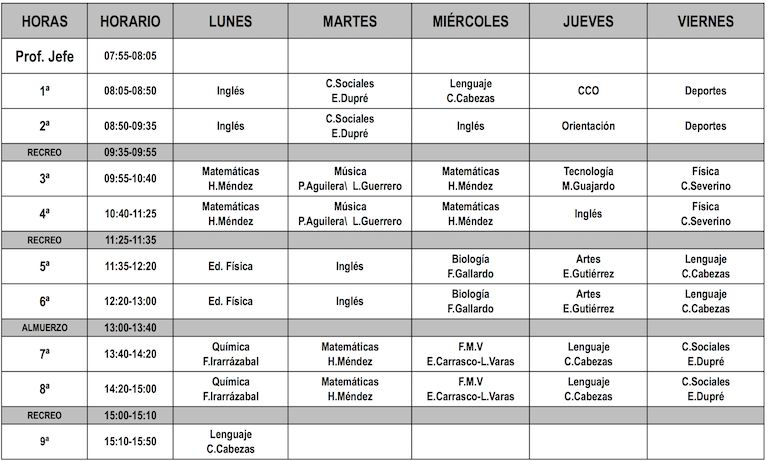 HORAS HORARIO LUNES MARTES MIÉRCOLES JUEVES VIERNES
Prof. Jefe 07:55-08:05
1ª 08:05-08:50 Inglés C.Sociales E.Dupré Lenguaje C.Cabezas CCO Deportes
2ª 08:50-09:35 Inglés C.Sociales E.Dupré Inglés Orientación Deportes
RECREO 09:35-09:55
3ª 09:55-10:40 Matemáticas H.Méndez Música P.Aguilera\ L.Guerrero Matemáticas H.Méndez Tecnología M.Guajardo Física C.Severino
4ª 10:40-11:25 Matemáticas H.Méndez Música P.Aguilera\ L.Guerrero Matemáticas H.Méndez Inglés Física C.Severino
RECREO 11:25-11:35
5ª 11:35-12:20 Ed. Física Inglés Biología F.Gallardo Artes E.Gutiérrez Lenguaje C.Cabezas
6ª 12:20-13:00 Ed. Física Inglés Biología F.Gallardo Artes E.Gutiérrez Lenguaje C.Cabezas
ALMUERZO 13:00-13:40
7ª 13:40-14:20 Química F.Irarrázabal Matemáticas H.Méndez F.M.V E.Carrasco-L.Varas Lenguaje C.Cabezas C.Sociales E.Dupré
8ª 14:20-15:00 Química F.Irarrázabal Matemáticas H.Méndez F.M.V E.Carrasco-L.Varas Lenguaje C.Cabezas C.Sociales E.Dupré
RECREO 15:00-15:10
9ª 15:10-15:50 Lenguaje C.Cabezas